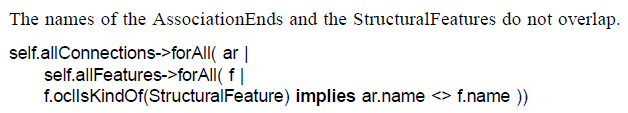 The names of the AssociationEnds and the StructuralFeatures do not overlap.
self.allConnections->forAll( ar |
self.allFeatures->forAll( f |
f.oclIsKindOf(StructuralFeature) implies ar.name <> f.name ))